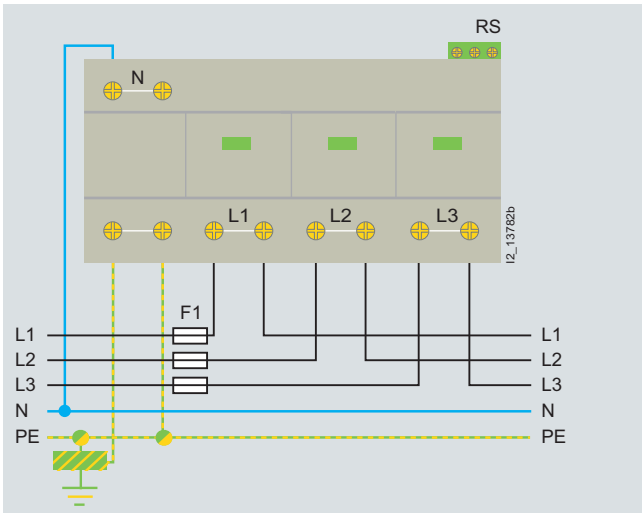 RS
N
L1 L2 L3
I2_13782b
F1
L1 L1
L2 L2
L3 L3
N N
PE PE